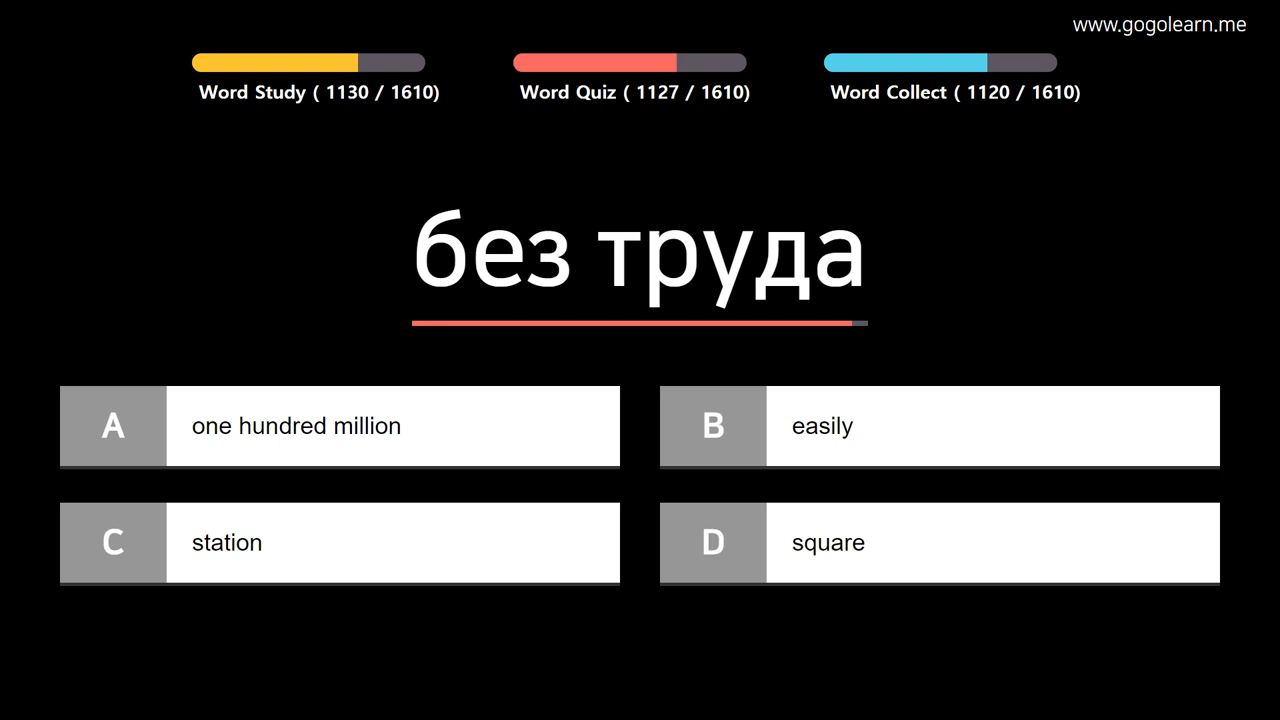 www.gogolearn.me
Word Study ( 1130 / 1610)
Word Quiz ( 1127 / 1610)
Word Collect ( 1120 / 1610)
без труда
A one hundred million
B easily
C station
D square